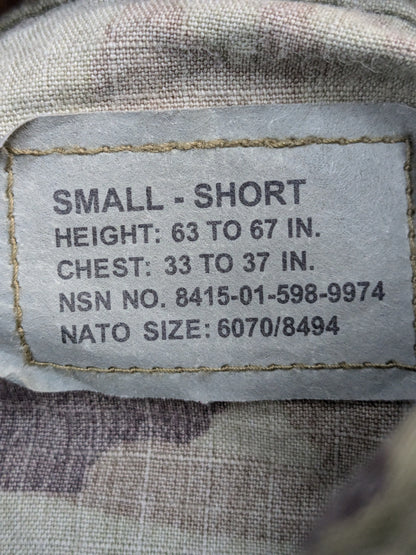 SMALL - SHORT
HEIGHT: 63 TO 67 IN.
CHEST: 33 TO 37 IN.
NSN NO. 8415-01-598-9974
NATO SIZE: 6070/8494